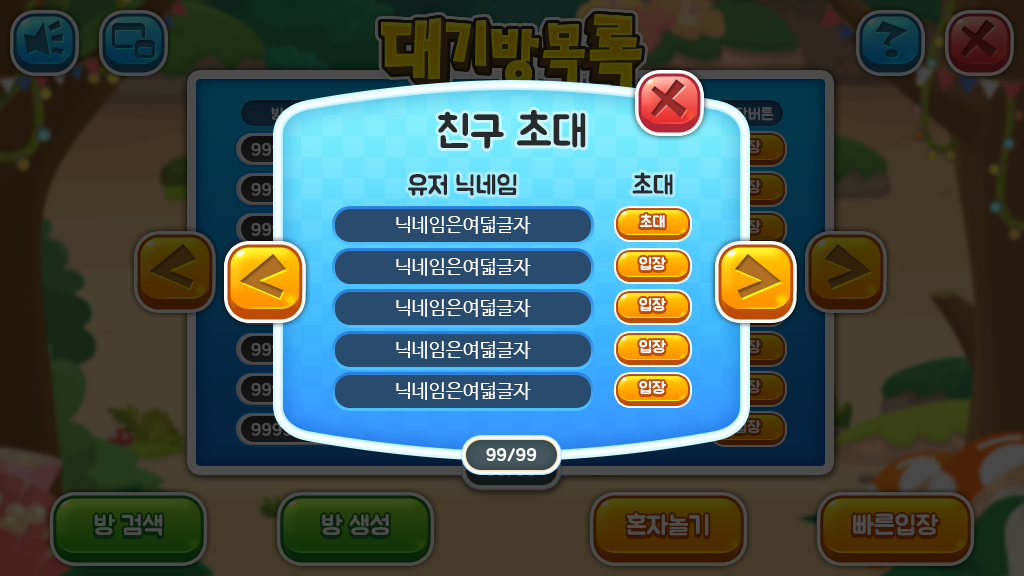 대기방목록
친구 초대
유저 닉네임 초대
닉네임은여덟글자 초대
닉네임은여덟글자 입장
닉네임은여덟글자 입장
닉네임은여덟글자 입장
닉네임은여덟글자 입장
99/99
방 검색 방 생성 혼자놀기 빠른입장